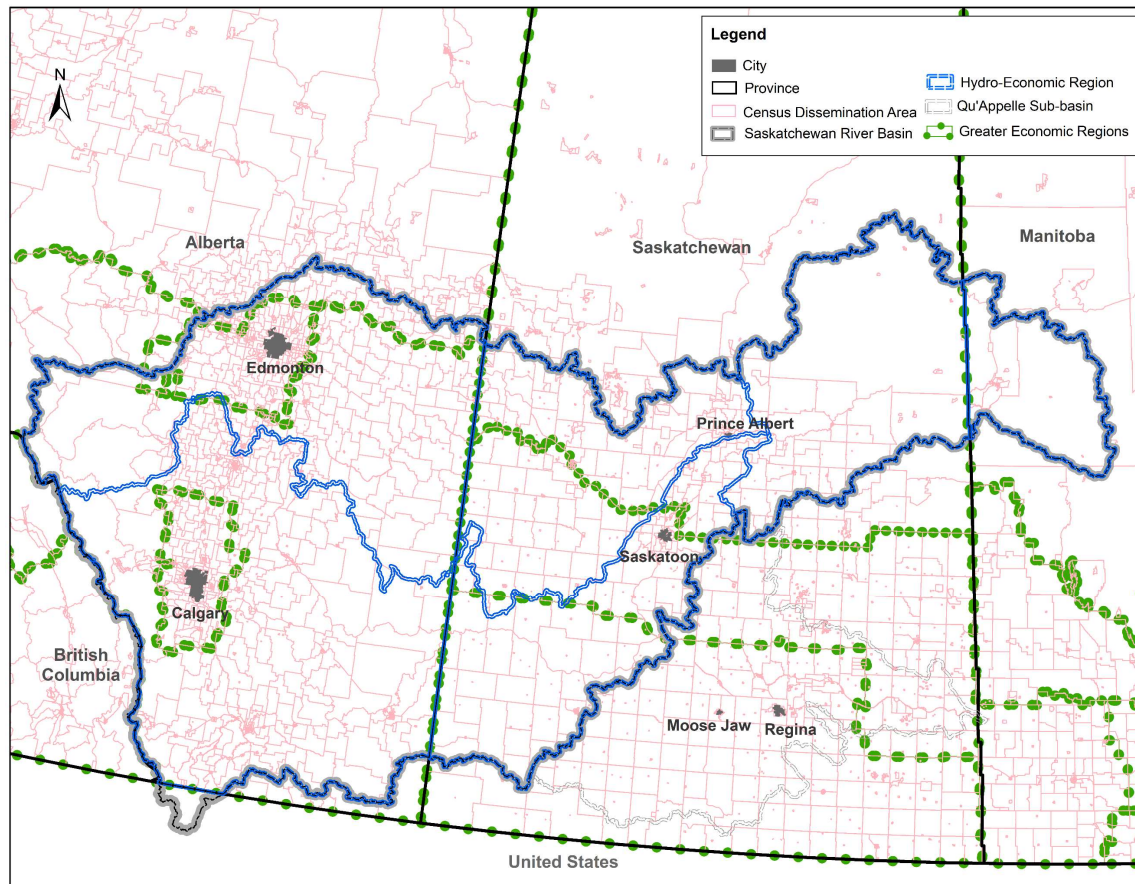 Legend
City
Province
Census Dissemination Area
Saskatchewan River Basin
Hydro-Economic Region
Qu'Appelle Sub-basin
Greater Economic Regions
N
Alberta
Saskatchewan
Manitoba
Edmonton
Prince Albert
Saskatoon
Calgary
British
Columbia
Moose Jaw
Regina
United States